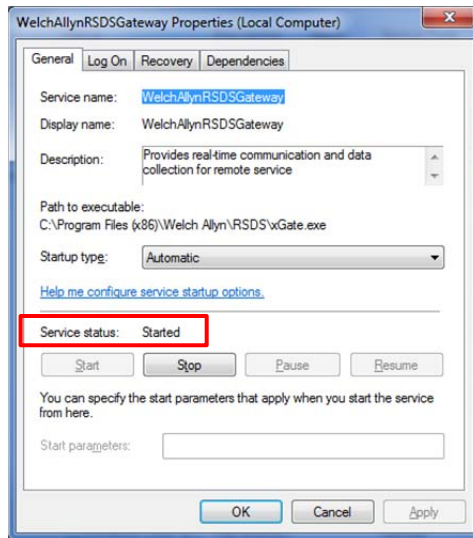 WelchAllynRSDSGateway Properties (Local Computer)
General Log On Recovery Dependencies
Service name: WelchAllynRSDSGateway
Display name: WelchAllynRSDSGateway
Description: Provides real-time communication and data
collection for remote service
Path to executable:
C:\Program Files (x86)\Welch Allyn\RSDS\xGate.exe
Startup type: Automatic
Help me configure service startup options.
Service status: Started
Start Stop Pause Resume
You can specify the start parameters that apply when you start the service
from here.
Start parameters:
OK Cancel Apply